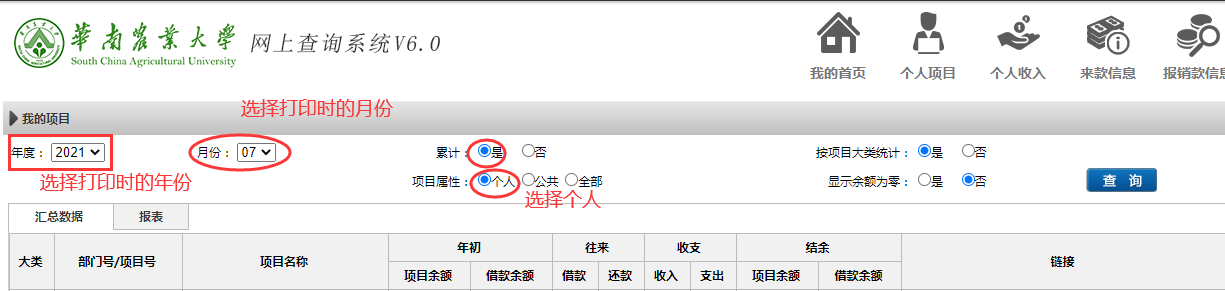 華南農業大學
South China Agricultural University
网上查询系统V6.0
我的首页
个人项目
个人收入
来款信息
报销款信息
选择打印时的月份
我的项目
年度： 2021
月份： 07
累计： 是 否
按项目大类统计： 是 否
选择打印时的年份
项目属性： 个人 公共 全部
显示余额为零： 是 否
查 询
选择个人
汇总数据
报表
大类
部门号/项目号
项目名称
年初
往来
收支
结余
链接
项目余额
借款余额
借款
还款
收入
支出
项目余额
借款余额